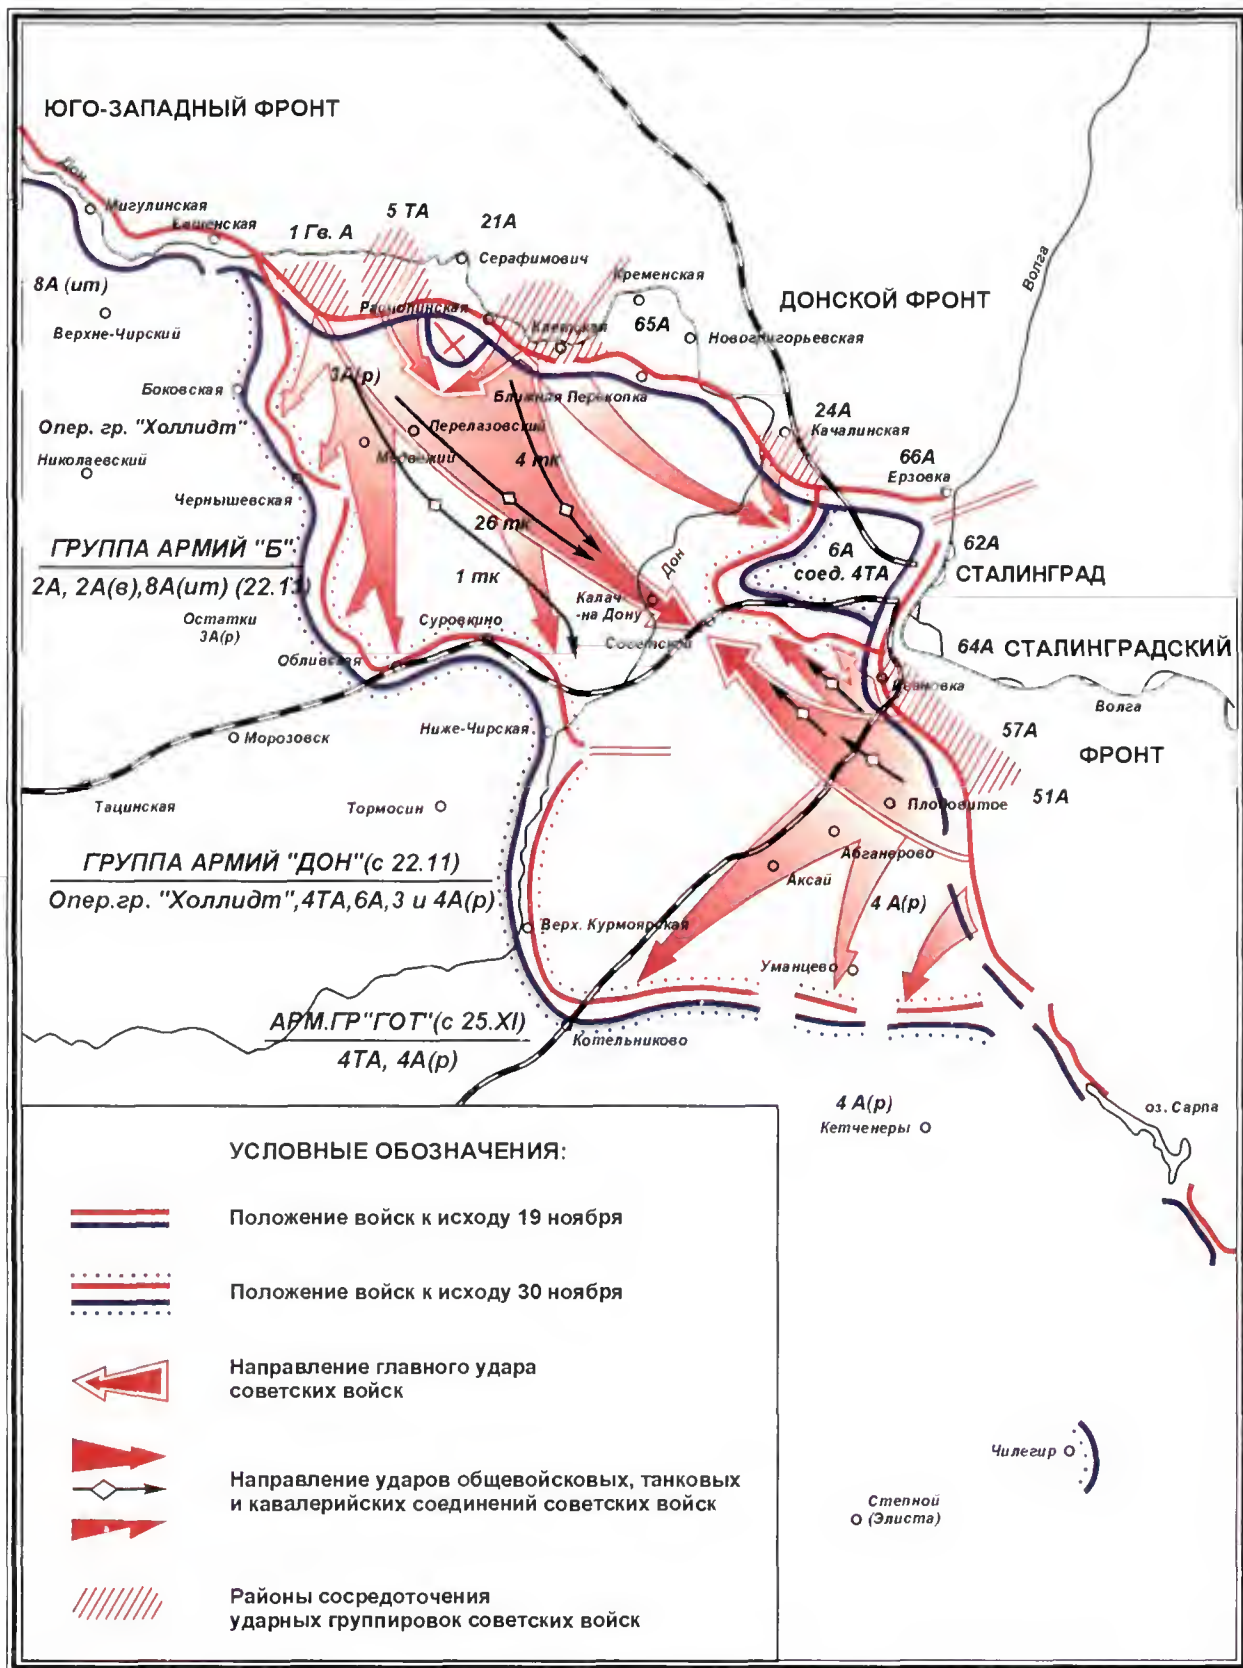 ЮГО-ЗАПАДНЫЙ ФРОНТ
Дон
Мигулинская
Вешенская
1 Гв. А
5 ТА
21А
Серафимович
Кременская
ДОНСКОЙ ФРОНТ
Волга
8А (ит)
Верхне-Чирский
Распопинская
Клетская
65А
Новогригорьевская
3А(р)
Боковская
Ближняя Перекопка
24А
Качалинская
Опер. гр. "Холлидт"
Перелазовский
Николаевский
Медвежий
4 тк
66А
Ерзовка
Чернышевская
26 тк
ГРУППА АРМИЙ "Б"
6А
62А
соед. 4ТА
СТАЛИНГРАД
2А, 2А(в),8А(ит) (22.11)
1 тк
Дон
Калач
-на Дону
Остатки
3А(р)
Суровкино
Советский
64А
СТАЛИНГРАДСКИЙ
Обливская
Ивановка
Волга
Морозовск
Ниже-Чирская
57А
ФРОНТ
Тацинская
Тормосин
Плодовитое
51А
ГРУППА АРМИЙ "ДОН"(с 22.11)
Абганерово
Аксай
Опер.гр. "Холлидт",4ТА,6А,3 и 4А(р)
4 А(р)
Верх. Курмоярская
Уманцево
АРМ.ГР"ГОТ"(с 25.XI)
Котельниково
4ТА, 4А(р)
4 А(р)
оз. Сарпа
Кетченеры
УСЛОВНЫЕ ОБОЗНАЧЕНИЯ:
Положение войск к исходу 19 ноября
Положение войск к исходу 30 ноября
Направление главного удара
советских войск
Чилегир
Направление ударов общевойсковых, танковых
и кавалерийских соединений советских войск
Степной
(Элиста)
Районы сосредоточения
ударных группировок советских войск